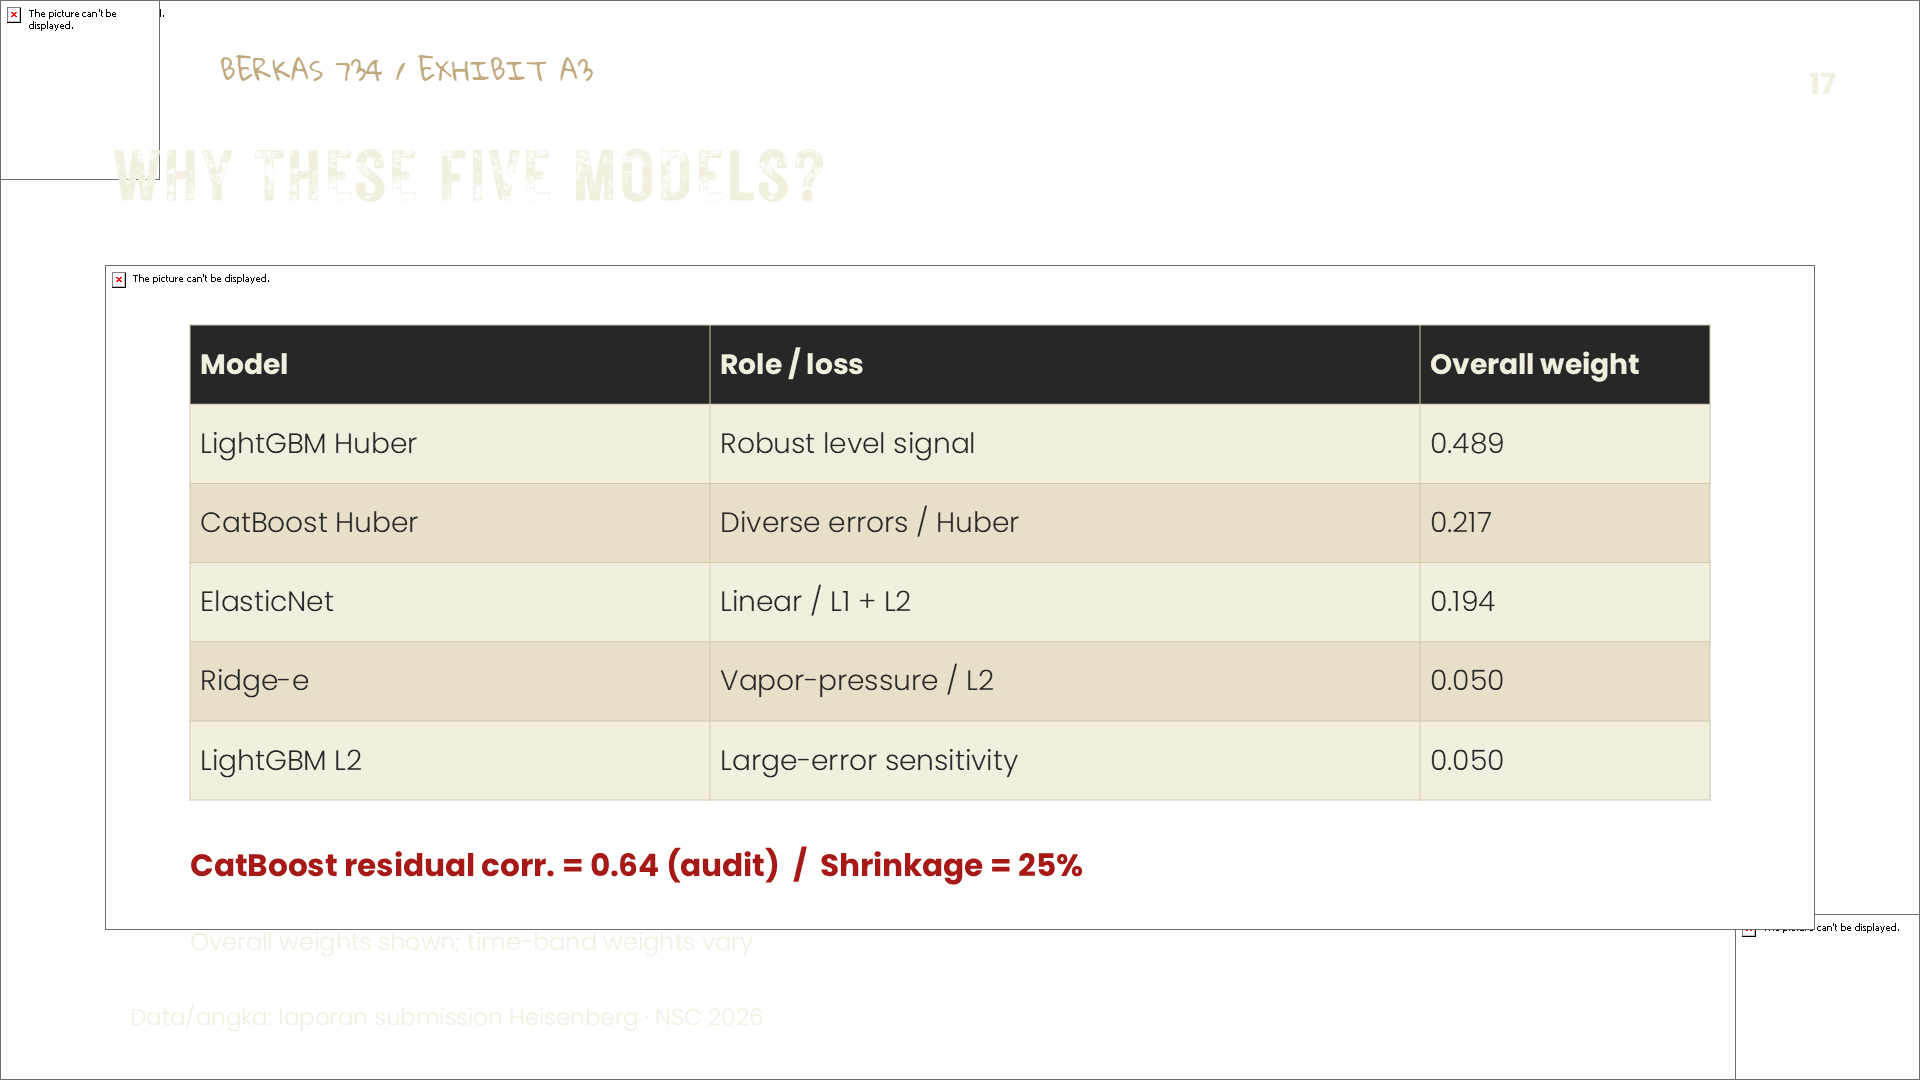 The picture can't be
displayed.
BERKAS 734 / EXHIBIT A3
17
WHY THESE FIVE MODELS?
The picture can't be displayed.
Model Role / loss Overall weight
LightGBM Huber Robust level signal 0.489
CatBoost Huber Diverse errors / Huber 0.217
ElasticNet Linear / L1 + L2 0.194
Ridge-e Vapor-pressure / L2 0.050
LightGBM L2 Large-error sensitivity 0.050
CatBoost residual corr. = 0.64 (audit) / Shrinkage = 25%
The picture can't be displayed.
Overall weights shown; time-band weights vary
Data/angka: laporan submission Heisenberg · NSC 2026